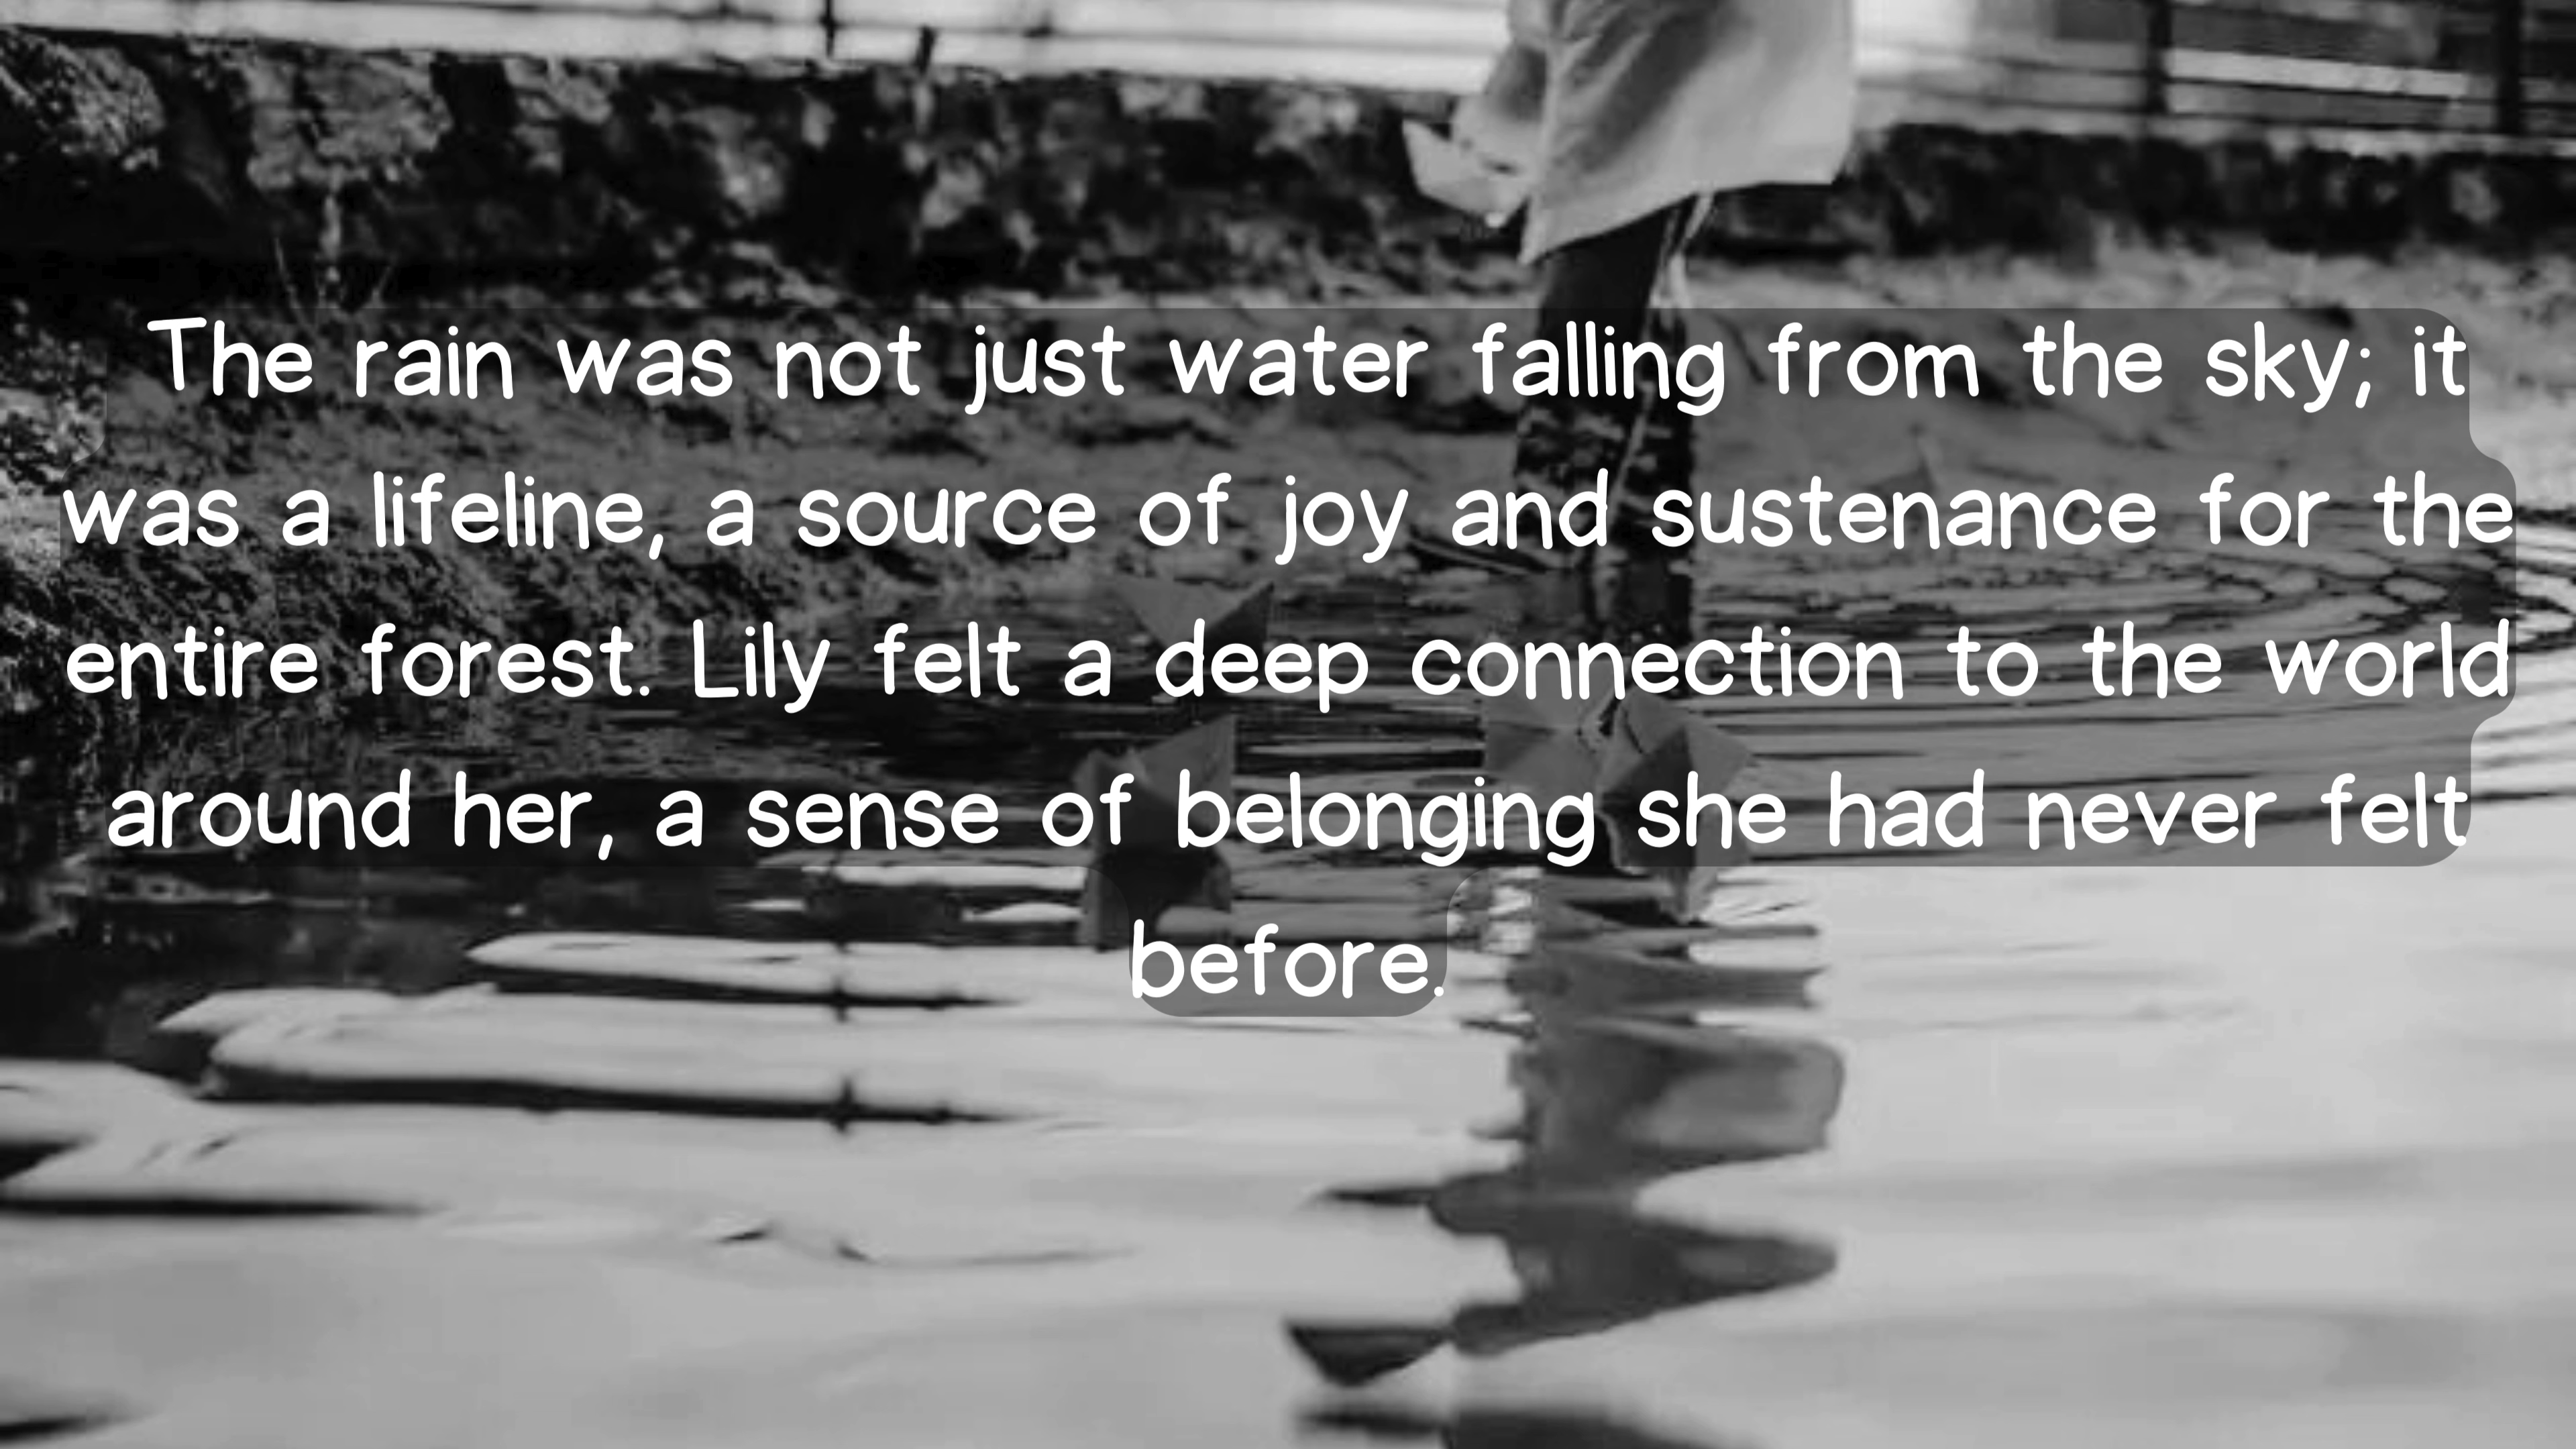 The rain was not just water falling from the sky; it
was a lifeline, a source of joy and sustenance for the
entire forest. Lily felt a deep connection to the world
around her, a sense of belonging she had never felt
before.